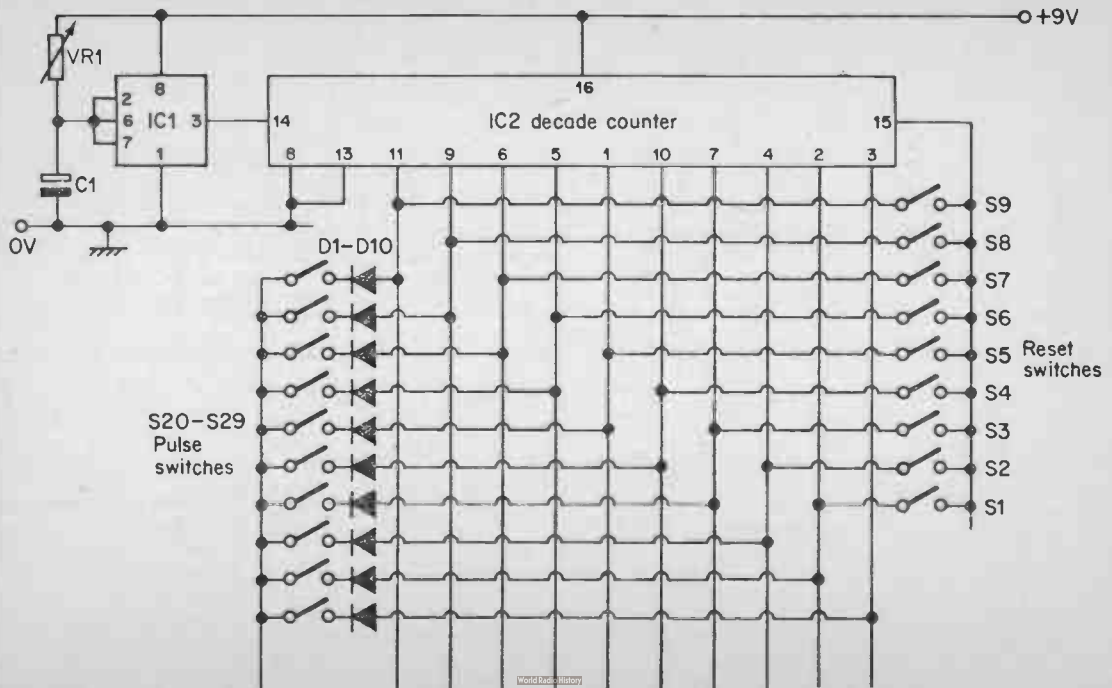 +9V
VR1
8
2
6 IC1 3
7
1
16
14 IC2 decade counter 15
8 13 11 9 6 5 1 10 7 4 2 3
C1
0V
D1-D10
S9
S8
S7
S6
S5 Reset
switches
S4
S3
S2
S1
S20-S29
Pulse
switches
World Radio History